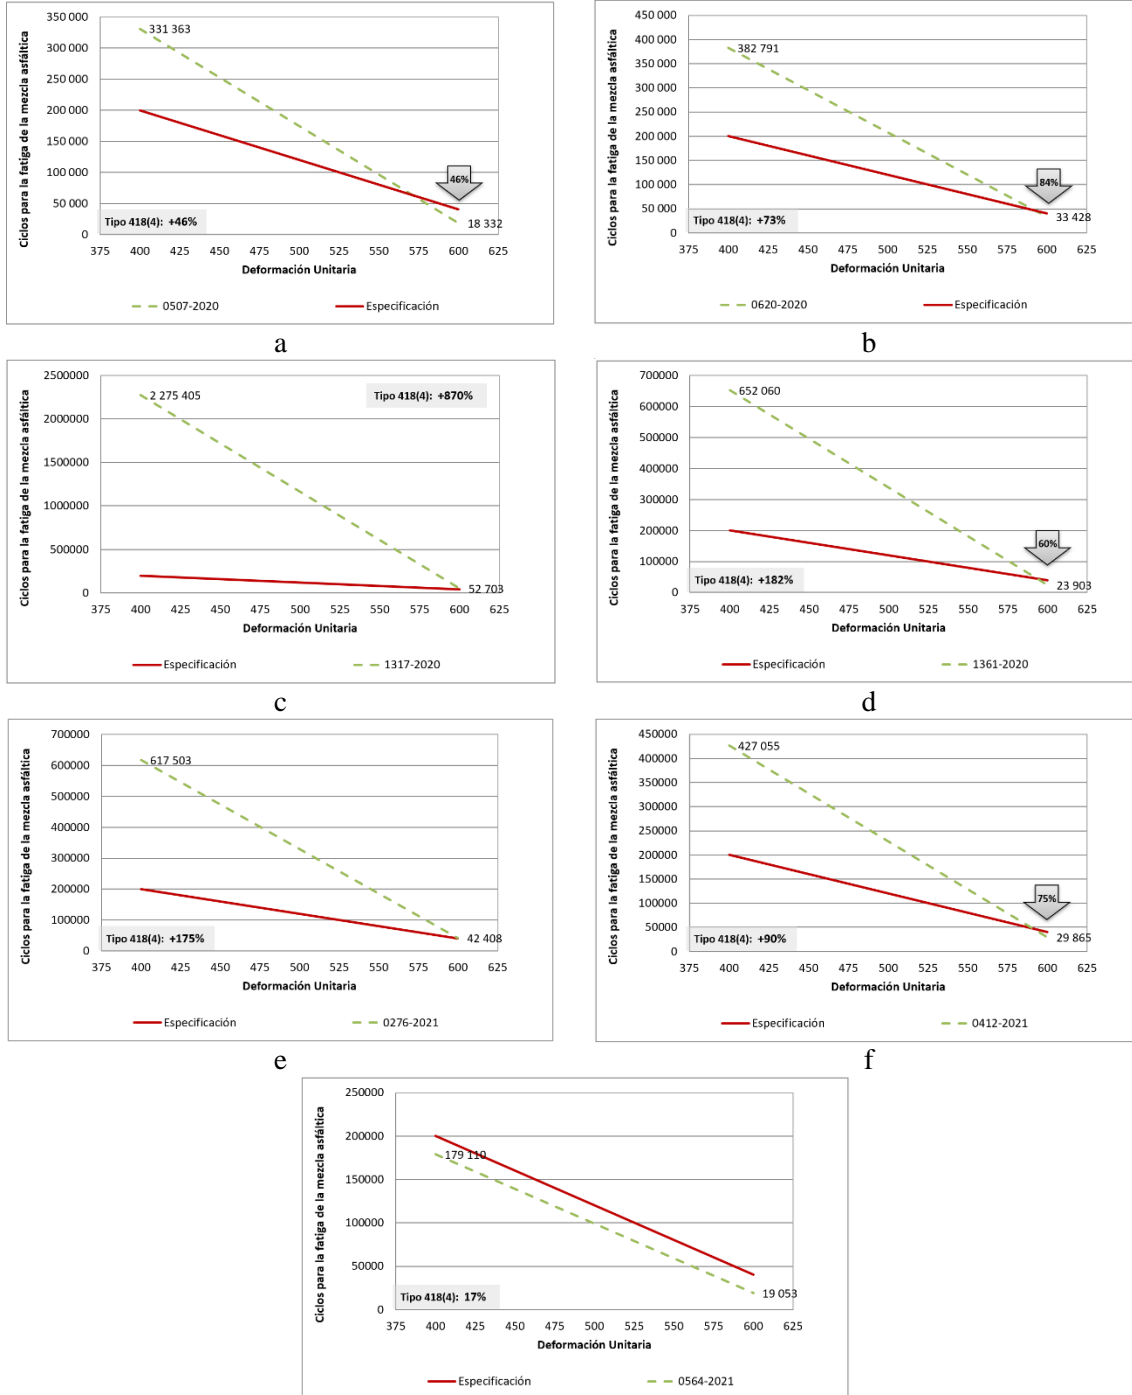 Ciclos para la fatiga de la mezcla asfáltica
350 000
300 000
250 000
200 000
150 000
100 000
50 000
0
331 363
46%
18 332
Tipo 418(4): +46%
375 400 425 450 475 500 525 550 575 600 625
Deformación Unitaria
0507-2020 Especificación
a
Ciclos para la fatiga de la mezcla asfáltica
450 000
400 000
350 000
300 000
250 000
200 000
150 000
100 000
50 000
0
382 791
84%
33 428
Tipo 418(4): +73%
375 400 425 450 475 500 525 550 575 600 625
Deformación Unitaria
0620-2020 Especificación
b
Ciclos para la fatiga de la mezcla asfáltica
2500000
2000000
1500000
1000000
500000
0
2 275 405
Tipo 418(4): +870%
52 703
375 400 425 450 475 500 525 550 575 600 625
Deformación Unitaria
Especificación 1317-2020
c
Ciclos para la fatiga de la mezcla asfáltica
700000
600000
500000
400000
300000
200000
100000
0
652 060
60%
23 903
Tipo 418(4): +182%
375 400 425 450 475 500 525 550 575 600 625
Deformación Unitaria
Especificación 1361-2020
d
Ciclos para la fatiga de la mezcla asfáltica
700000
600000
500000
400000
300000
200000
100000
0
617 503
42 408
Tipo 418(4): +175%
375 400 425 450 475 500 525 550 575 600 625
Deformación Unitaria
Especificación 0276-2021
e
Ciclos para la fatiga de la mezcla asfáltica
450000
400000
350000
300000
250000
200000
150000
100000
50000
0
427 055
75%
29 865
Tipo 418(4): +90%
375 400 425 450 475 500 525 550 575 600 625
Deformación Unitaria
Especificación 0412-2021
f
Ciclos para la fatiga de la mezcla asfáltica
250000
200000
150000
100000
50000
0
179 110
19 053
Tipo 418(4): 17%
375 400 425 450 475 500 525 550 575 600 625
Deformación Unitaria
Especificación 0564-2021